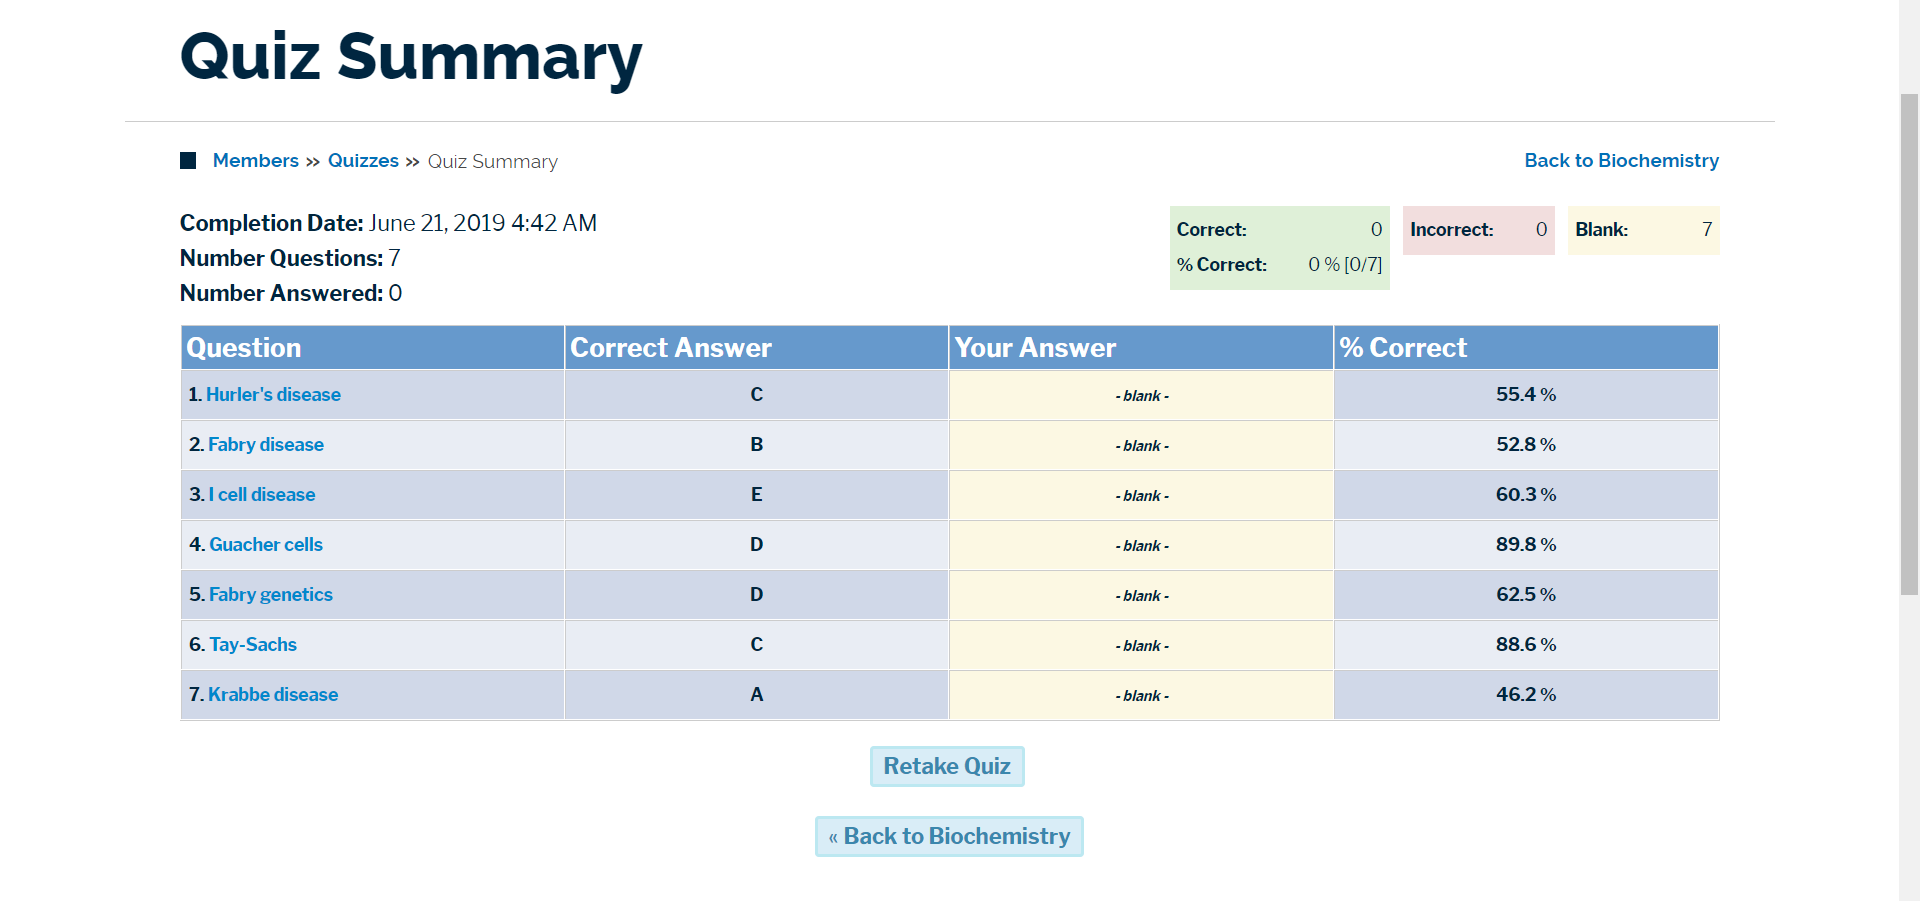 Quiz Summary
Members » Quizzes » Quiz Summary
Back to Biochemistry
Completion Date: June 21, 2019 4:42 AM
Number Questions: 7
Number Answered: 0
Correct: 0
% Correct: 0 % [0/7]
Incorrect: 0
Blank: 7
Question Correct Answer Your Answer % Correct
1. Hurler's disease C - blank - 55.4 %
2. Fabry disease B - blank - 52.8 %
3. I cell disease E - blank - 60.3 %
4. Guacher cells D - blank - 89.8 %
5. Fabry genetics D - blank - 62.5 %
6. Tay-Sachs C - blank - 88.6 %
7. Krabbe disease A - blank - 46.2 %
Retake Quiz
« Back to Biochemistry